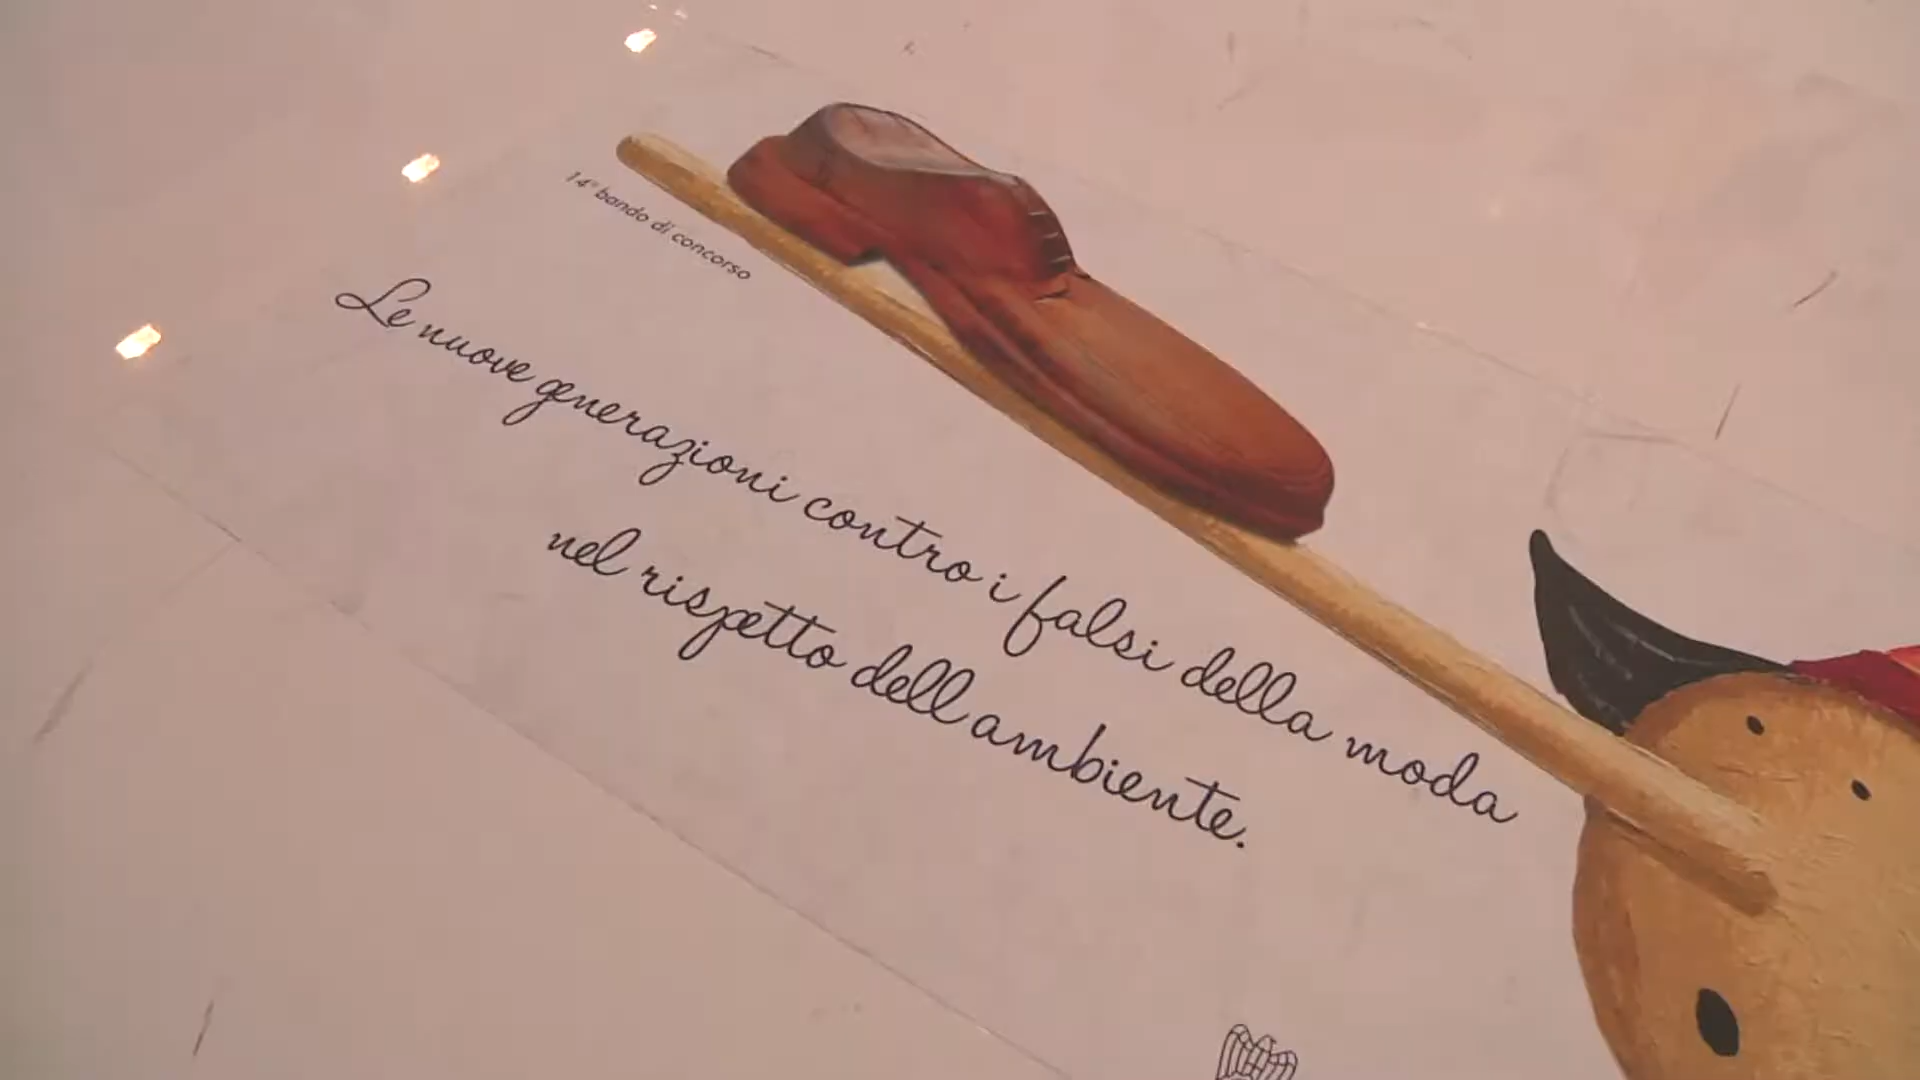 14° bando di concorso
Le nuove generazioni contro i falsi della moda
nel rispetto dell'ambiente.